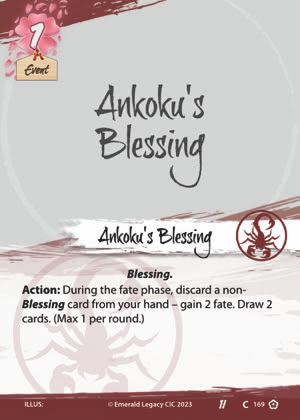 1
Event
Ankoku's
Blessing
Ankoku's Blessing
Blessing.
Action: During the fate phase, discard a non-
Blessing card from your hand – gain 2 fate. Draw 2
cards. (Max 1 per round.)
ILLUS: © Emerald Legacy CIC 2023 C 169